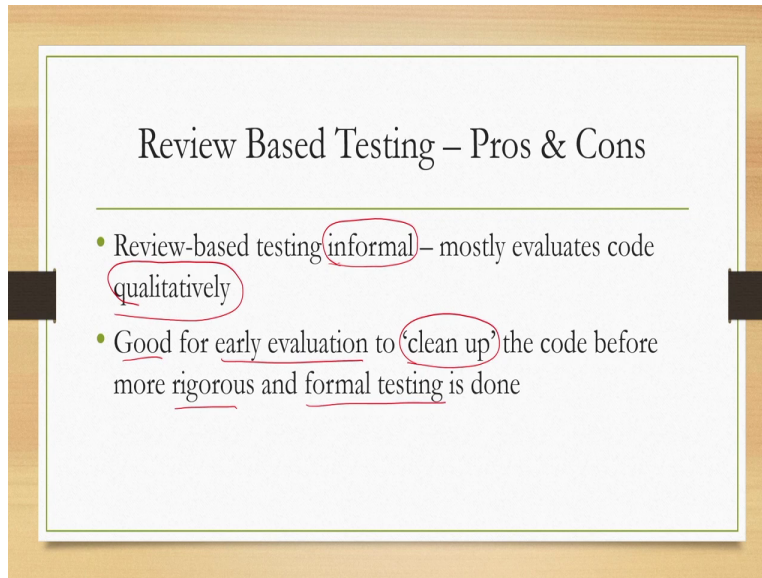 Review Based Testing – Pros & Cons
• Review-based testing informal – mostly evaluates code
qualitatively
• Good for early evaluation to ‘clean up’ the code before
more rigorous and formal testing is done